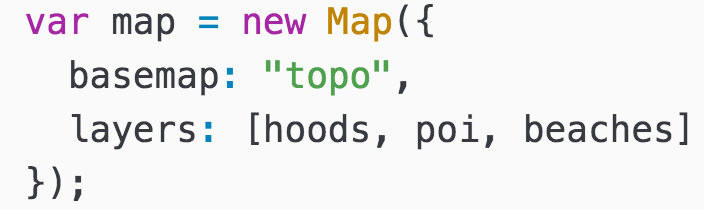 var map = new Map({
  basemap: "topo",
  layers: [hoods, poi, beaches]
});